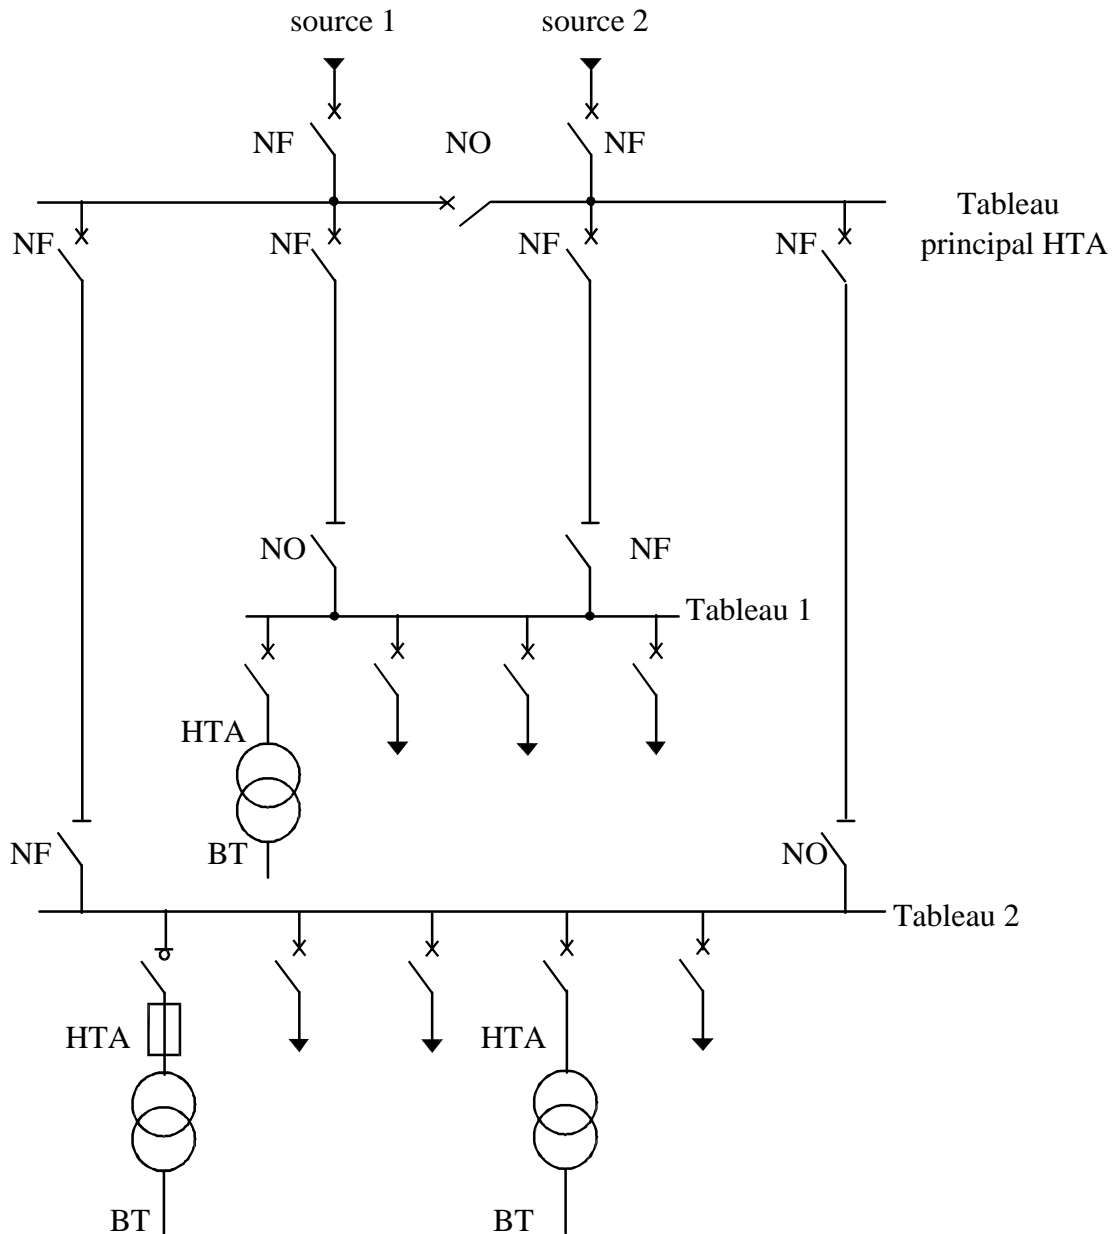 source 1
source 2
NF
NO
NF
Tableau
principal HTA
NF
NF
NF
NF
NO
NF
Tableau 1
HTA
BT
NF
NO
Tableau 2
HTA
HTA
BT
BT